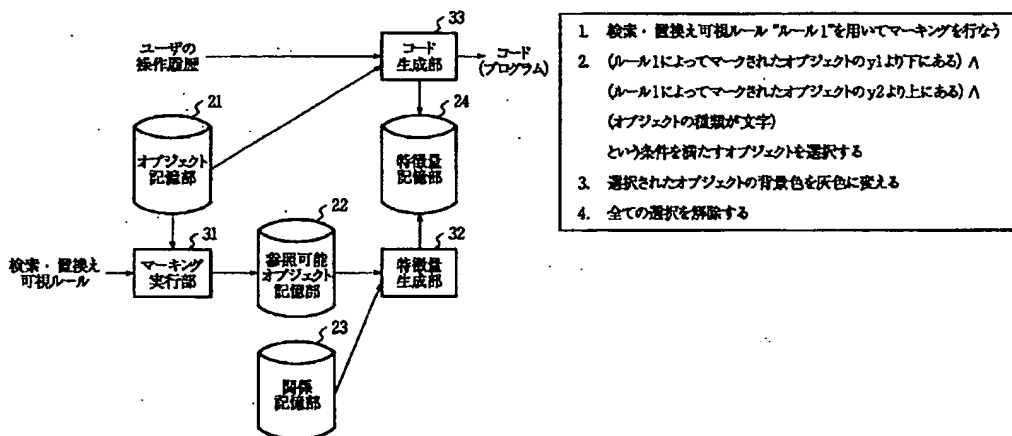 33
ユーザの
操作履歴
コード
生成部
コード
(プログラム)
21
24
オブジェクト
記憶部
特徴量
記憶部
22
31
32
検索・置換え
可視ルール
マーキング
実行部
参照可能
オブジェクト
記憶部
特徴量
生成部
23
関係
記憶部
1. 検索・置換え可視ルール “ルール1”を用いてマーキングを行なう
2. (ルール1によってマークされたオブジェクトのy1より下にある) ∧
(ルール1によってマークされたオブジェクトのy2より上にある) ∧
(オブジェクトの種類が文字)
という条件を満たすオブジェクトを選択する
3. 選択されたオブジェクトの背景色を灰色に変える
4. 全ての選択を解除する